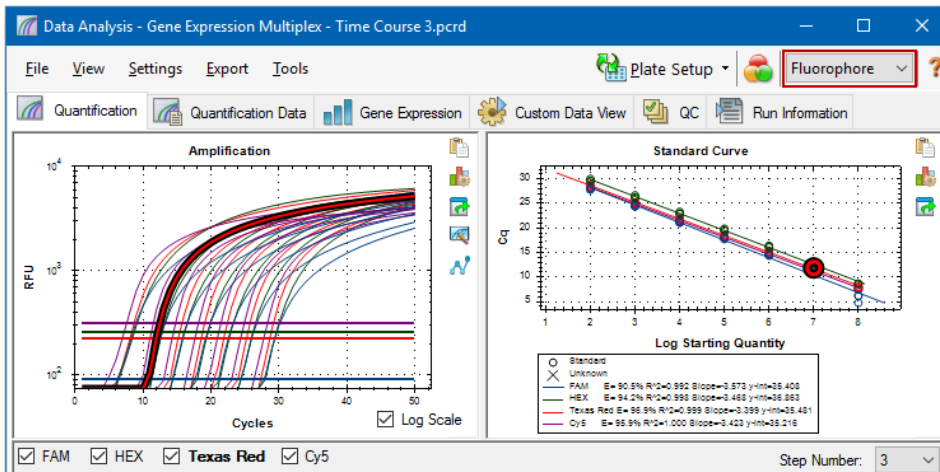 Data Analysis - Gene Expression Multiplex - Time Course 3.pcrd
File View Settings Export Tools Plate Setup Fluorophore ?
Quantification Quantification Data Gene Expression Custom Data View QC Run Information
Amplification
10^4
10^3
10^2
RFU
0 10 20 30 40 50
Cycles
Log Scale
Standard Curve
30
25
20
15
10
5
Cq
1 2 3 4 5 6 7 8
Log Starting Quantity
Standard
Unknown
FAM E= 90.5% R^2=0.992 Slope=-3.573 y-int=35.408
HEX E= 94.2% R^2=0.998 Slope=-3.468 y-int=36.863
Texas Red E= 96.9% R^2=0.999 Slope=-3.399 y-int=35.481
Cy5 E= 95.9% R^2=1.000 Slope=-3.423 y-int=35.216
FAM HEX Texas Red Cy5 Step Number: 3